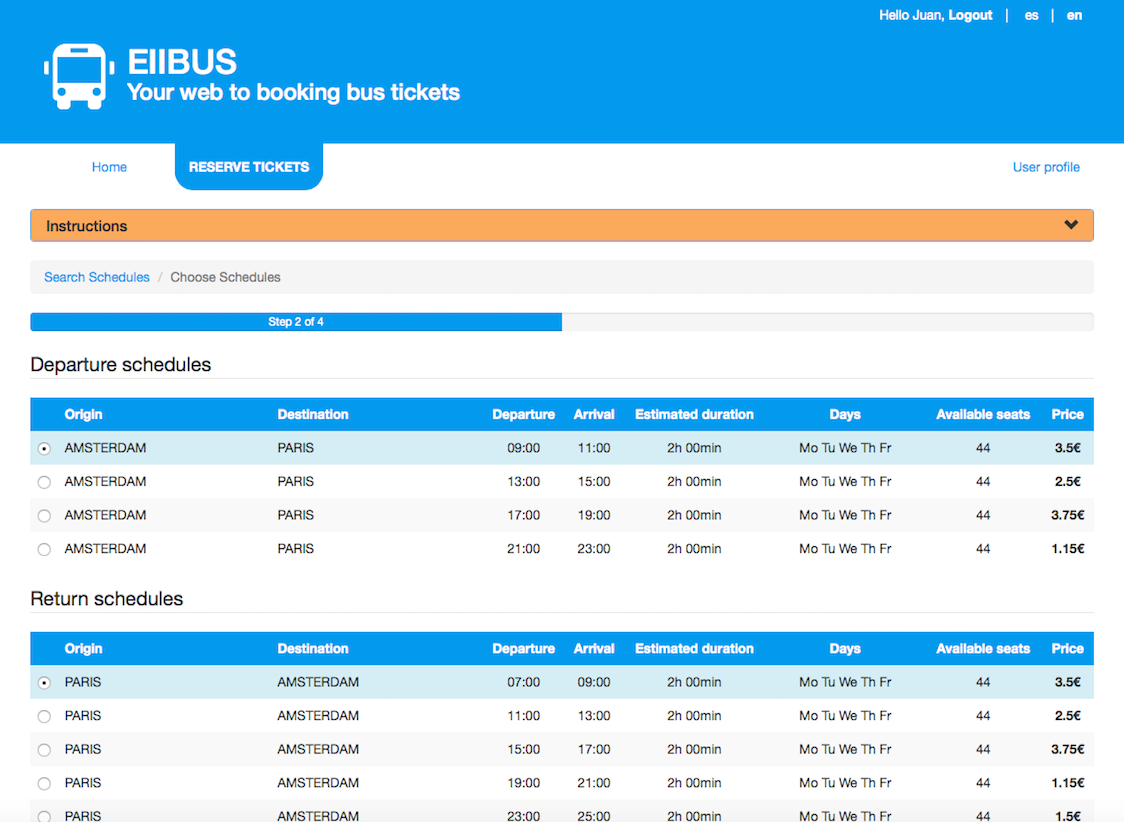 Hello Juan, Logout | es | en
EIIBUS
Your web to booking bus tickets
Home RESERVE TICKETS User profile
Instructions
Search Schedules / Choose Schedules
Step 2 of 4
Departure schedules
Origin Destination Departure Arrival Estimated duration Days Available seats Price
AMSTERDAM PARIS 09:00 11:00 2h 00min Mo Tu We Th Fr 44 3.5€
AMSTERDAM PARIS 13:00 15:00 2h 00min Mo Tu We Th Fr 44 2.5€
AMSTERDAM PARIS 17:00 19:00 2h 00min Mo Tu We Th Fr 44 3.75€
AMSTERDAM PARIS 21:00 23:00 2h 00min Mo Tu We Th Fr 44 1.15€
Return schedules
Origin Destination Departure Arrival Estimated duration Days Available seats Price
PARIS AMSTERDAM 07:00 09:00 2h 00min Mo Tu We Th Fr 44 3.5€
PARIS AMSTERDAM 11:00 13:00 2h 00min Mo Tu We Th Fr 44 2.5€
PARIS AMSTERDAM 15:00 17:00 2h 00min Mo Tu We Th Fr 44 3.75€
PARIS AMSTERDAM 19:00 21:00 2h 00min Mo Tu We Th Fr 44 1.15€
PARIS AMSTERDAM 23:00 25:00 2h 00min Mo Tu We Th Fr 44 1.5€